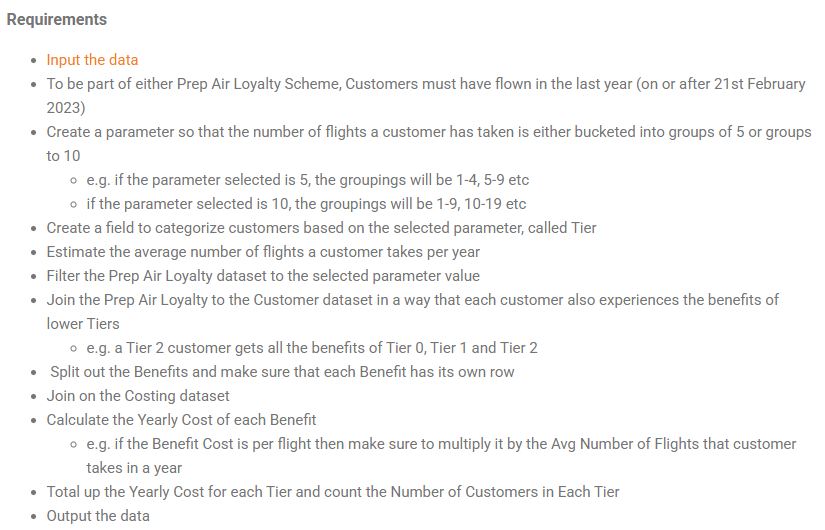 Requirements
Input the data
To be part of either Prep Air Loyalty Scheme, Customers must have flown in the last year (on or after 21st February
2023)
Create a parameter so that the number of flights a customer has taken is either bucketed into groups of 5 or groups
to 10
e.g. if the parameter selected is 5, the groupings will be 1-4, 5-9 etc
if the parameter selected is 10, the groupings will be 1-9, 10-19 etc
Create a field to categorize customers based on the selected parameter, called Tier
Estimate the average number of flights a customer takes per year
Filter the Prep Air Loyalty dataset to the selected parameter value
Join the Prep Air Loyalty to the Customer dataset in a way that each customer also experiences the benefits of
lower Tiers
e.g. a Tier 2 customer gets all the benefits of Tier 0, Tier 1 and Tier 2
Split out the Benefits and make sure that each Benefit has its own row
Join on the Costing dataset
Calculate the Yearly Cost of each Benefit
e.g. if the Benefit Cost is per flight then make sure to multiply it by the Avg Number of Flights that customer
takes in a year
Total up the Yearly Cost for each Tier and count the Number of Customers in Each Tier
Output the data